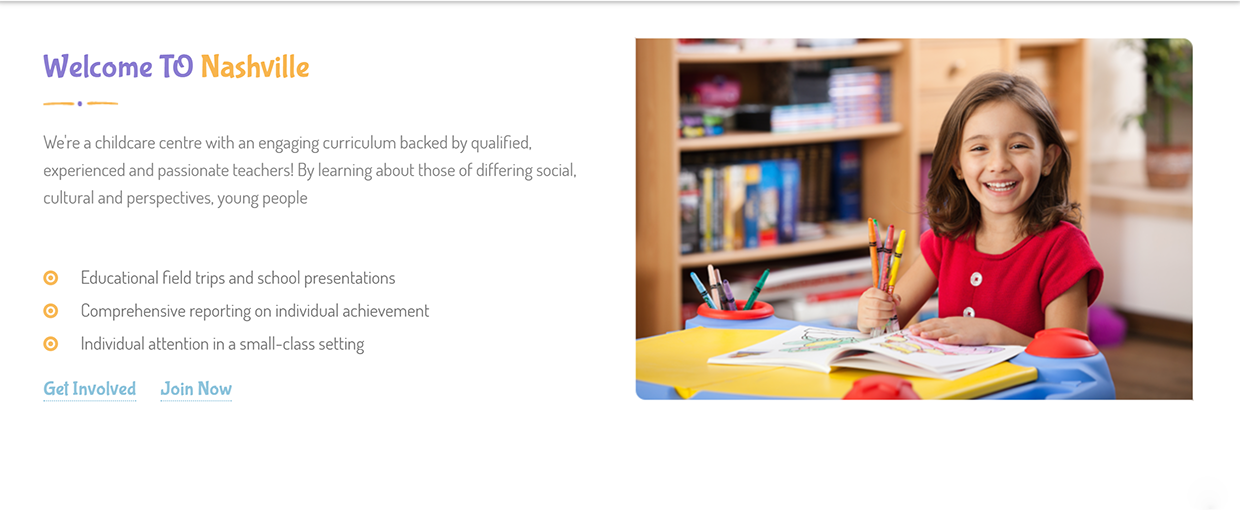 Welcome TO Nashville
We're a childcare centre with an engaging curriculum backed by qualified,
experienced and passionate teachers! By learning about those of differing social,
cultural and perspectives, young people
Educational field trips and school presentations
Comprehensive reporting on individual achievement
Individual attention in a small-class setting
Get Involved Join Now